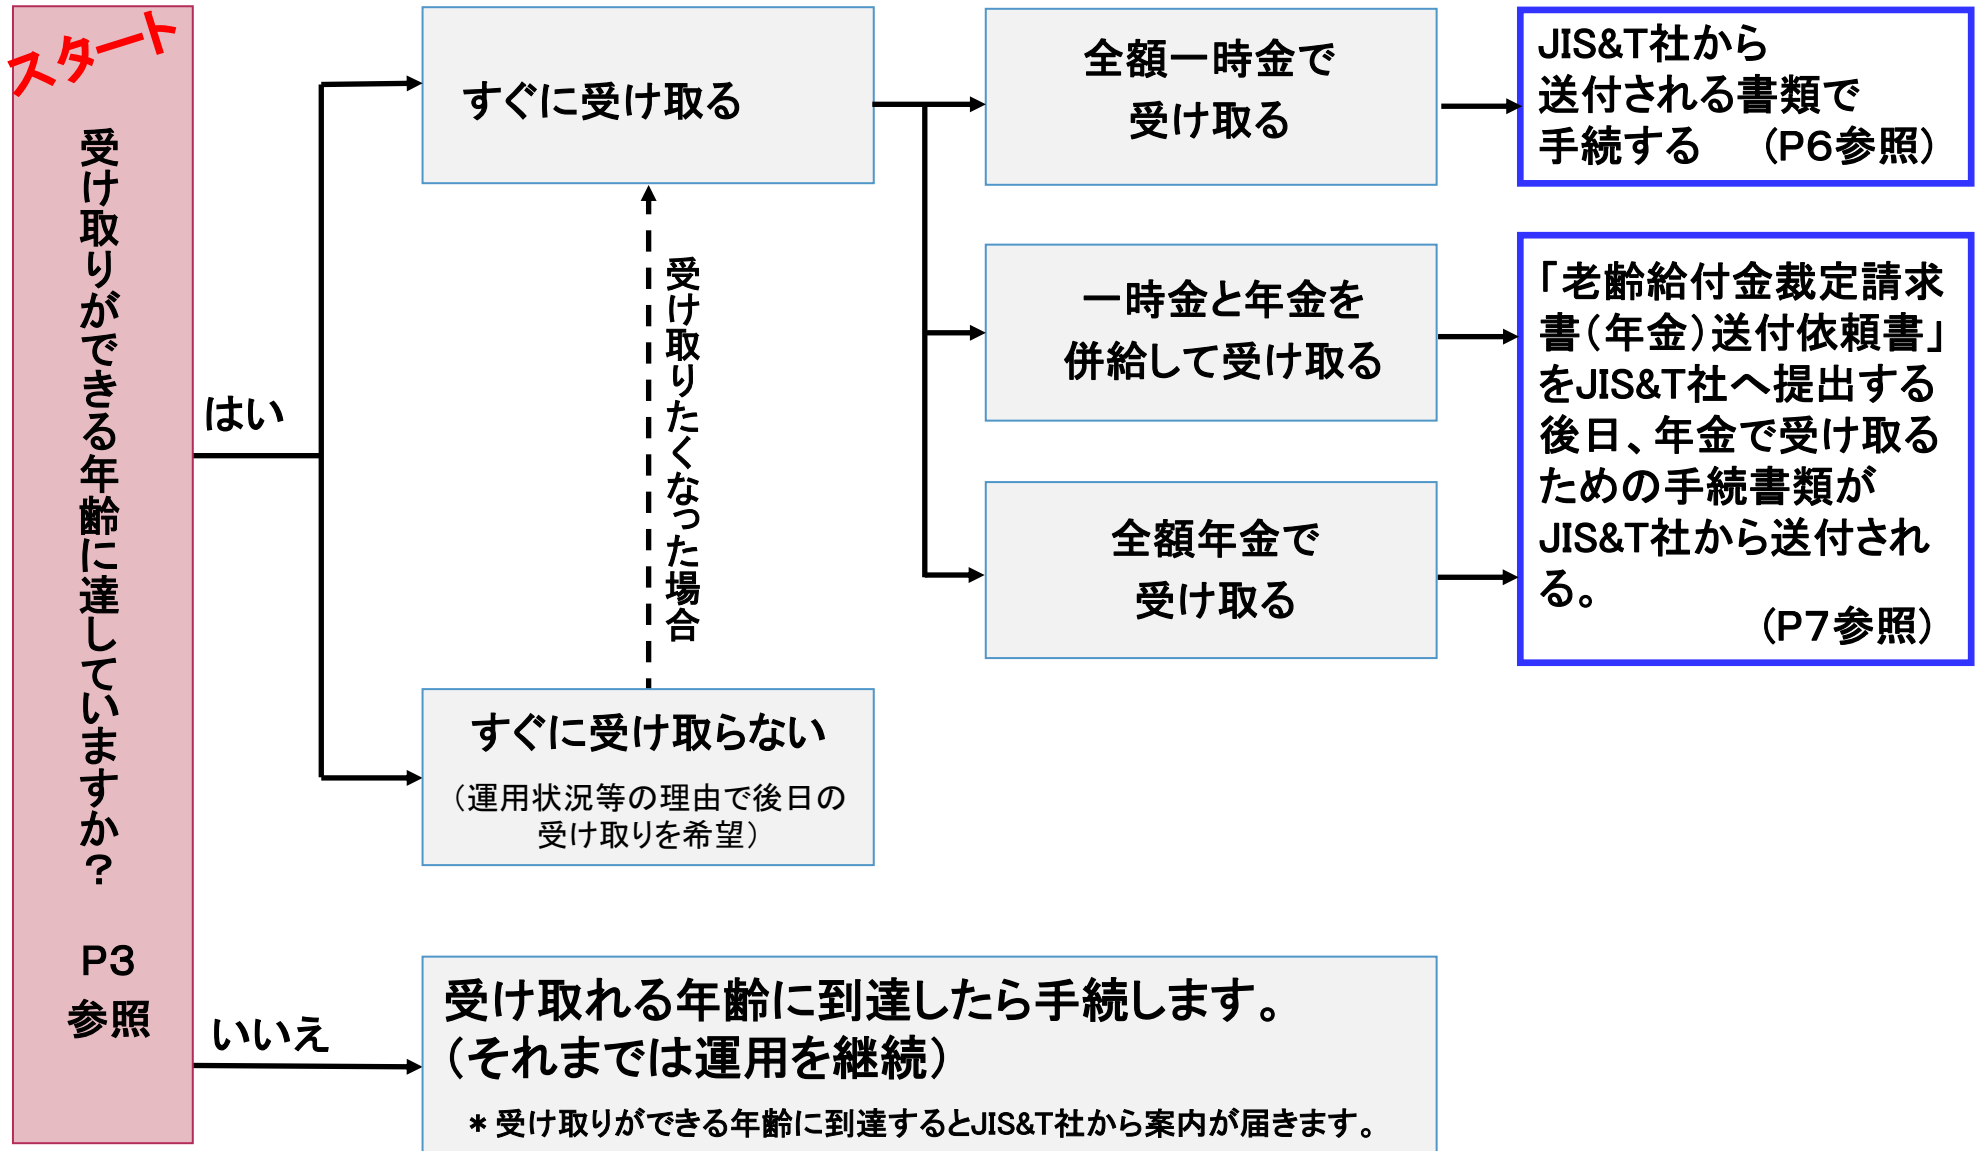 スタート
受け取りができる年齢に達していますか？
P3
参照
はい
いいえ
すぐに受け取る
受け取りたくなった場合
すぐに受け取らない
（運用状況等の理由で後日の
受け取りを希望）
全額一時金で
受け取る
一時金と年金を
併給して受け取る
全額年金で
受け取る
JIS&T社から
送付される書類で
手続する　（P6参照）
「老齢給付金裁定請求
書（年金）送付依頼書」
をJIS&T社へ提出する
後日、年金で受け取る
ための手続書類が
JIS&T社から送付され
る。
（P7参照）
受け取れる年齢に到達したら手続します。
（それまでは運用を継続）
＊受け取りができる年齢に到達するとJIS&T社から案内が届きます。